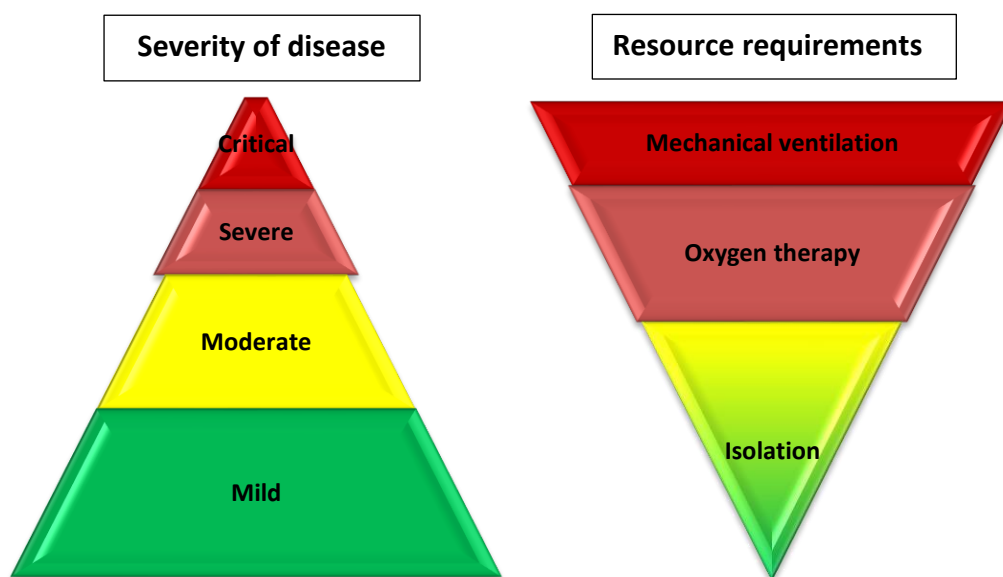 Severity of disease
Resource requirements
Critical
Severe
Moderate
Mild
Mechanical ventilation
Oxygen therapy
Isolation